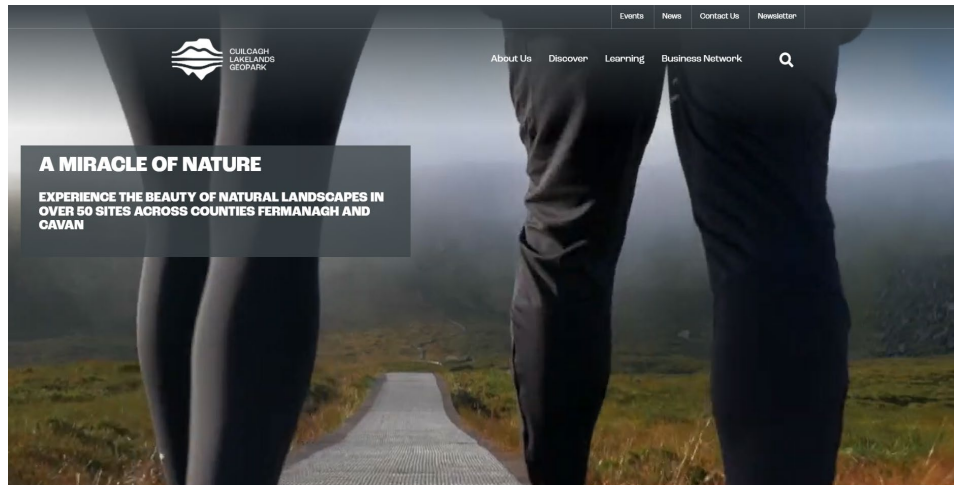 Events News Contact Us Newsletter
CUILCAGH
LAKELANDS
GEOPARK
About Us Discover Learning Business Network
A MIRACLE OF NATURE
EXPERIENCE THE BEAUTY OF NATURAL LANDSCAPES IN
OVER 50 SITES ACROSS COUNTIES FERMANAGH AND
CAVAN